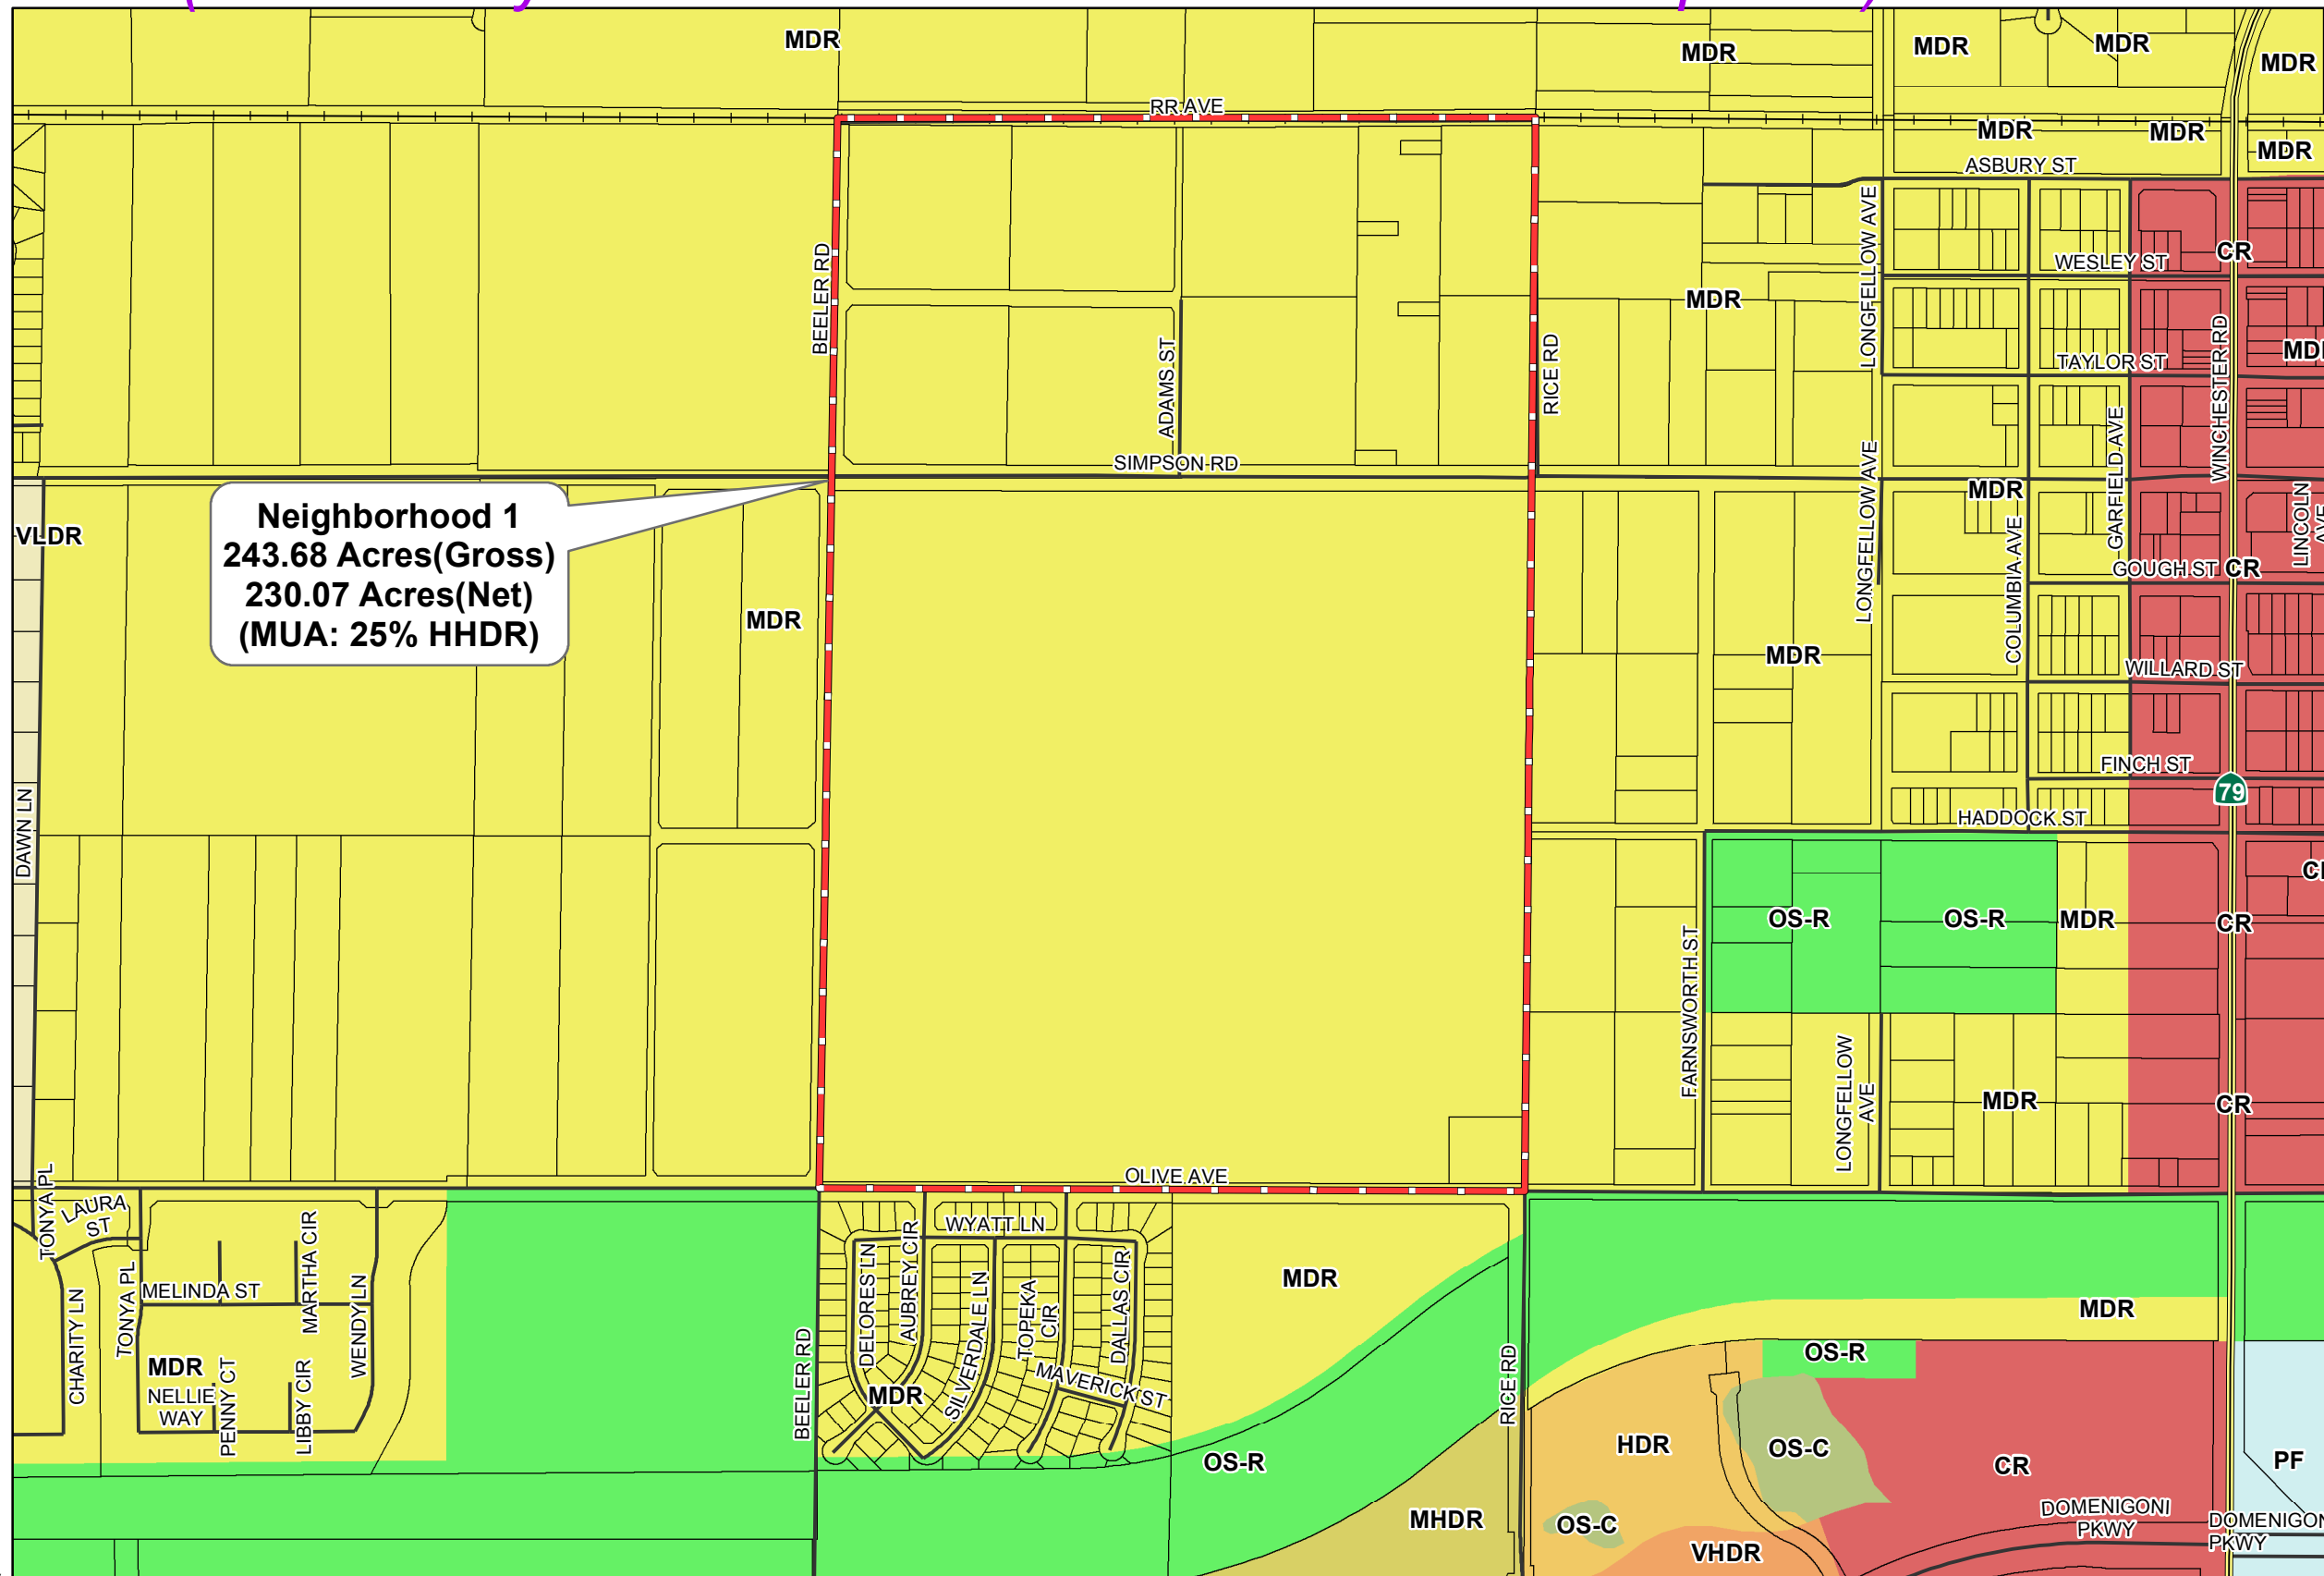 MDR
MDR
MDR
MDR
MDR
RR AVE
MDR
MDR
MDR
ASBURY ST
LONGFELLOW AVE
BEELER RD
CR
WESLEY ST
MDR
RICE RD
ADAMS ST
WINCHESTER RD
TAYLOR ST
GARFIELD AVE
SIMPSON RD
LONGFELLOW AVE
MDR
LINCOLN
Neighborhood 1
243.68 Acres(Gross)
230.07 Acres(Net)
(MUA: 25% HHDR)
VLDR
COLUMBIA AVE
GOUGH ST
CR
MDR
MDR
WILLARD ST
FINCH ST
79
DAWN LN
HADDOCK ST
OS-R
OS-R
MDR
CR
FARNSWORTH ST
LONGFELLOW
AVE
MDR
CR
OLIVE AVE
TONYA PL
LAURA
ST
WYATT LN
MELINDA ST
MARTHA CIR
WENDY LN
CHARITY LN
TONYA PL
DELORES LN
AUBREY CIR
SILVERDALE LN
TOPEKA
CIR
DALLAS CIR
MDR
MDR
OS-R
MDR
NELLIE
WAY
PENNY CT
LIBBY CIR
BEELER RD
MDR
MAVERICK ST
RICE RD
OS-R
HDR
OS-C
CR
PF
MHDR
OS-C
VHDR
DOMENIGONI
PKWY
PKWY